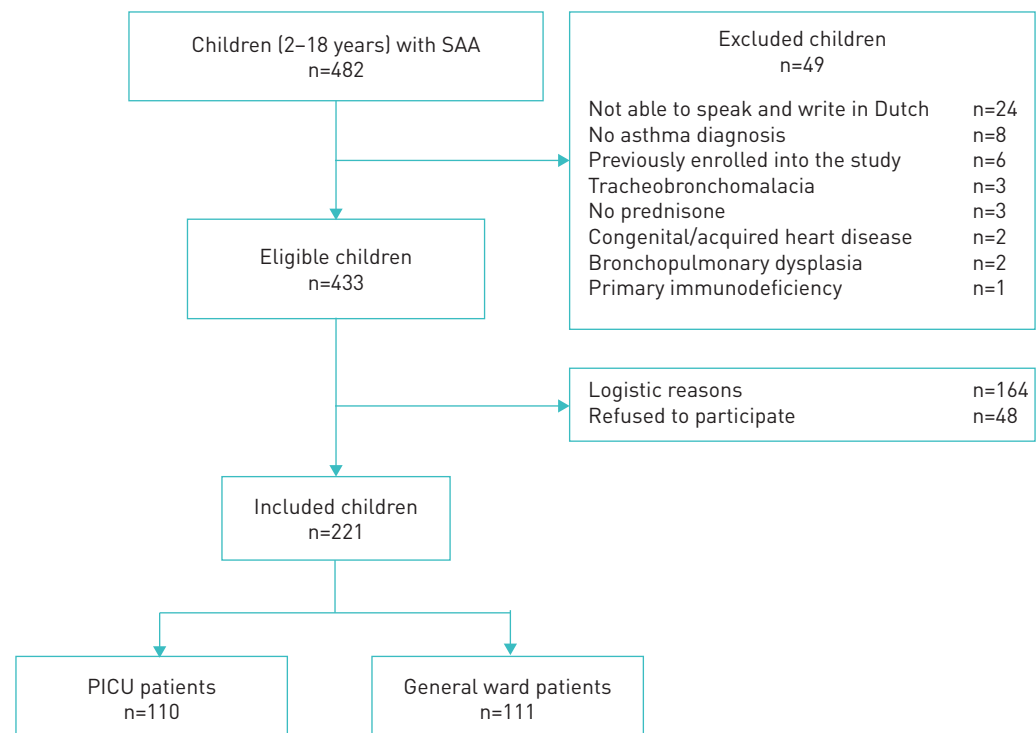 Children (2–18 years) with SAA
n=482
Excluded children
n=49
Not able to speak and write in Dutch n=24
No asthma diagnosis n=8
Previously enrolled into the study n=6
Tracheobronchomalacia n=3
No prednisone n=3
Congenital/acquired heart disease n=2
Bronchopulmonary dysplasia n=2
Primary immunodeficiency n=1
Eligible children
n=433
Logistic reasons n=164
Refused to participate n=48
Included children
n=221
PICU patients
n=110
General ward patients
n=111